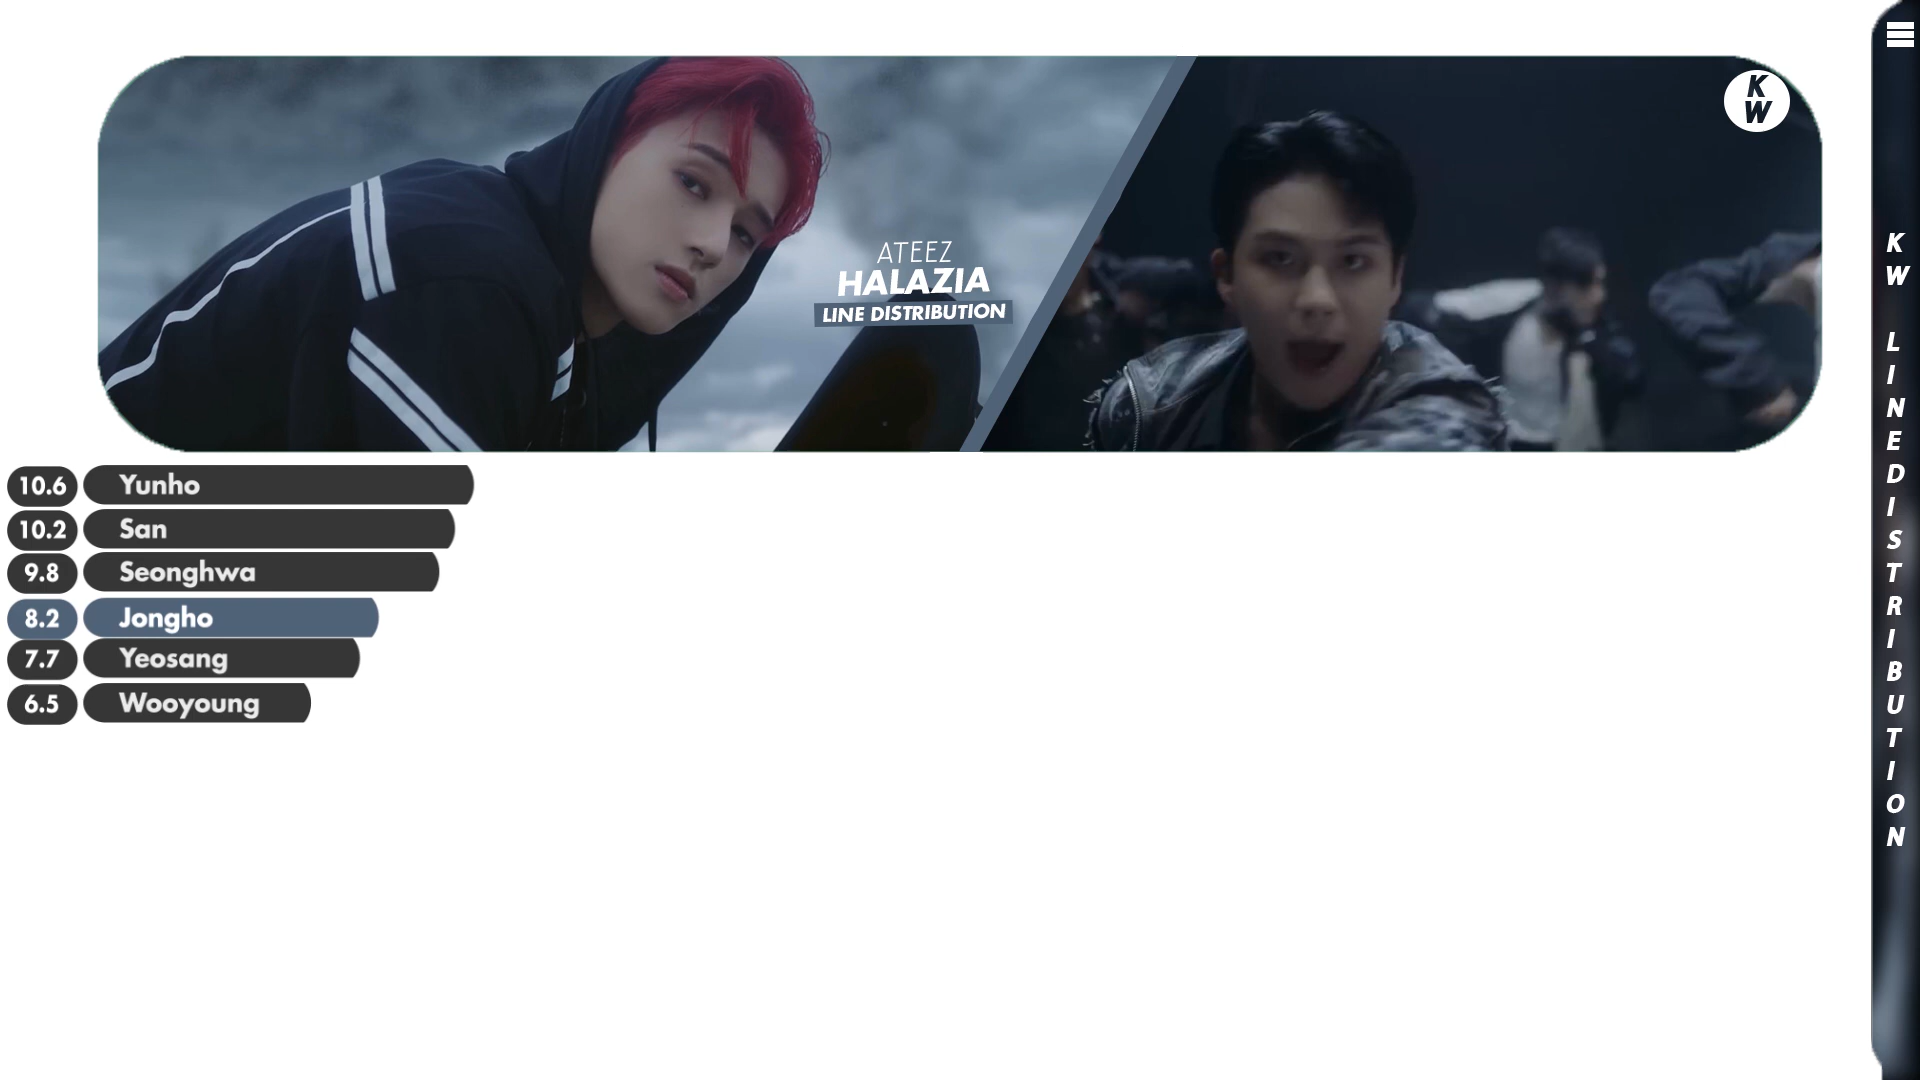 K
W
ATEEZ
HALAZIA
LINE DISTRIBUTION
10.6 Yunho
10.2 San
9.8 Seonghwa
8.2 Jongho
7.7 Yeosang
6.5 Wooyoung
KW LINE DISTRIBUTION